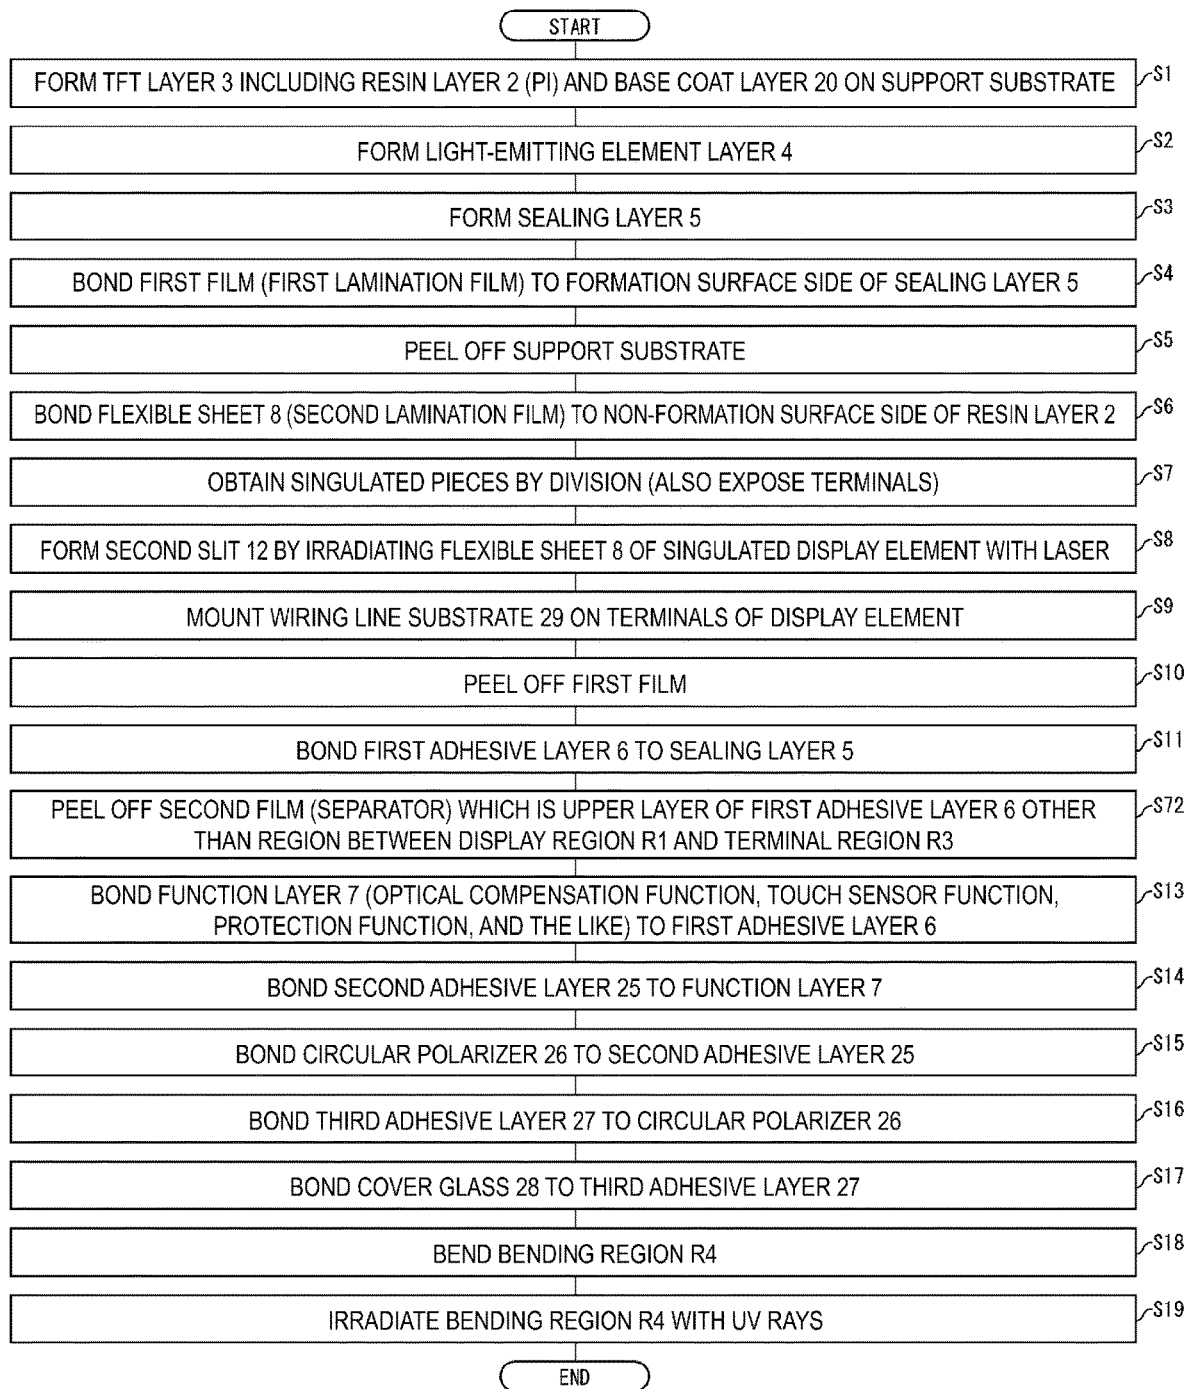 START
FORM TFT LAYER 3 INCLUDING RESIN LAYER 2 (PI) AND BASE COAT LAYER 20 ON SUPPORT SUBSTRATE
S1
FORM LIGHT-EMITTING ELEMENT LAYER 4
S2
FORM SEALING LAYER 5
S3
BOND FIRST FILM (FIRST LAMINATION FILM) TO FORMATION SURFACE SIDE OF SEALING LAYER 5
S4
PEEL OFF SUPPORT SUBSTRATE
S5
BOND FLEXIBLE SHEET 8 (SECOND LAMINATION FILM) TO NON-FORMATION SURFACE SIDE OF RESIN LAYER 2
S6
OBTAIN SINGULATED PIECES BY DIVISION (ALSO EXPOSE TERMINALS)
S7
FORM SECOND SLIT 12 BY IRRADIATING FLEXIBLE SHEET 8 OF SINGULATED DISPLAY ELEMENT WITH LASER
S8
MOUNT WIRING LINE SUBSTRATE 29 ON TERMINALS OF DISPLAY ELEMENT
S9
PEEL OFF FIRST FILM
S10
BOND FIRST ADHESIVE LAYER 6 TO SEALING LAYER 5
S11
PEEL OFF SECOND FILM (SEPARATOR) WHICH IS UPPER LAYER OF FIRST ADHESIVE LAYER 6 OTHER
THAN REGION BETWEEN DISPLAY REGION R1 AND TERMINAL REGION R3
S72
BOND FUNCTION LAYER 7 (OPTICAL COMPENSATION FUNCTION, TOUCH SENSOR FUNCTION,
PROTECTION FUNCTION, AND THE LIKE) TO FIRST ADHESIVE LAYER 6
S13
BOND SECOND ADHESIVE LAYER 25 TO FUNCTION LAYER 7
S14
BOND CIRCULAR POLARIZER 26 TO SECOND ADHESIVE LAYER 25
S15
BOND THIRD ADHESIVE LAYER 27 TO CIRCULAR POLARIZER 26
S16
BOND COVER GLASS 28 TO THIRD ADHESIVE LAYER 27
S17
BEND BENDING REGION R4
S18
IRRADIATE BENDING REGION R4 WITH UV RAYS
S19
END